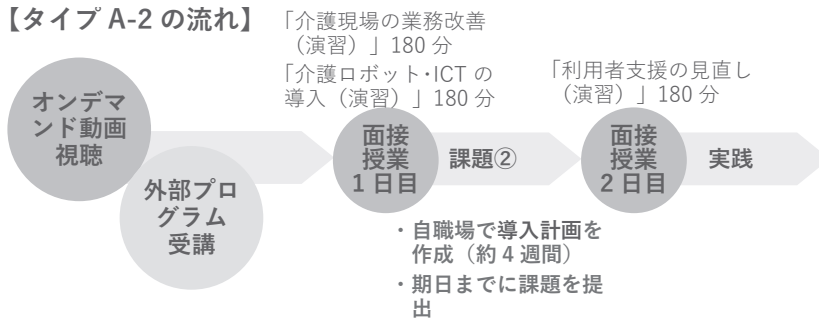 【タイプ A-2 の流れ】
「介護現場の業務改善
（演習）」180 分
「介護ロボット・ICT の
導入（演習）」180 分
「利用者支援の見直し
（演習）」180 分
オンデマ
ンド動画
視聴
外部プロ
グラム
受講
面接
授業
1 日目
課題②
面接
授業
2 日目
実践
・自職場で導入計画を
作成（約 4 週間）
・期日までに課題を提
出